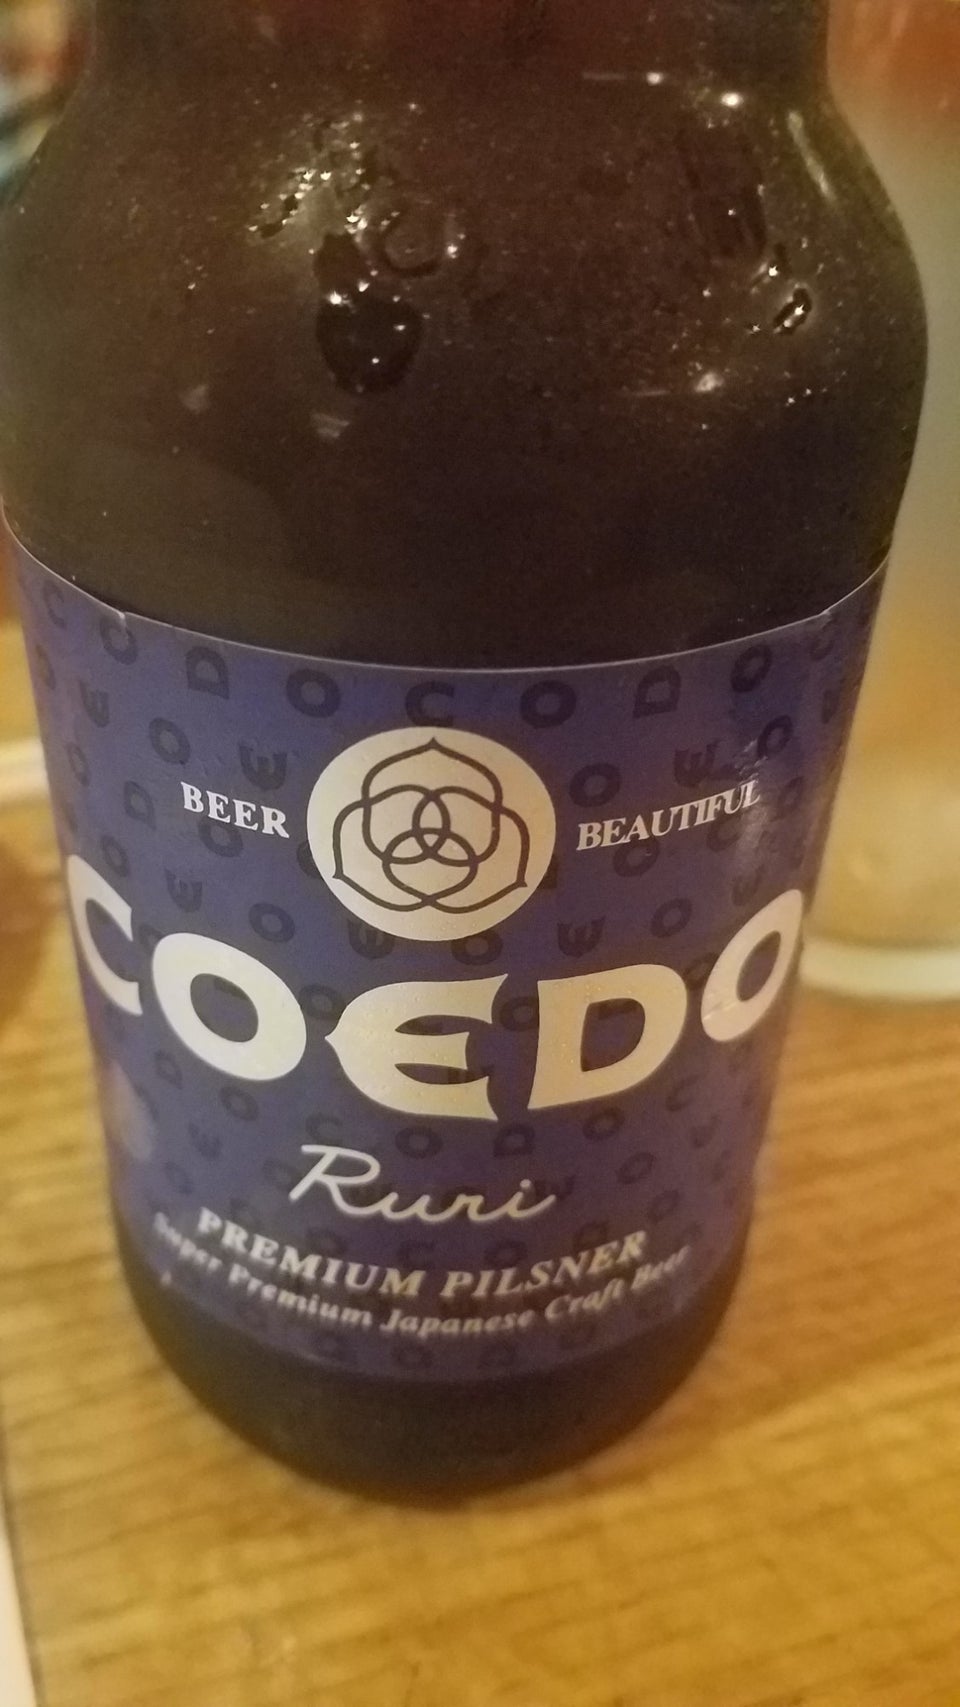 BEER BEAUTIFUL
COEDO
Ruri
PREMIUM PILSNER
Super Premium Japanese Craft Beer